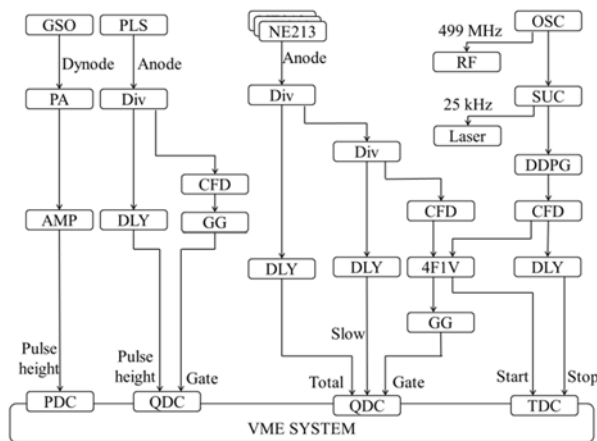 GSO PLS NE213 OSC
499 MHz
Dynode Anode Anode RF
PA Div Div 25 kHz SUC
Laser
Div DDPG
CFD CFD CFD
AMP DLY GG
DLY DLY 4F1V DLY
Slow GG
Pulse height Pulse height Gate Total Gate Start Stop
PDC QDC QDC TDC
VME SYSTEM